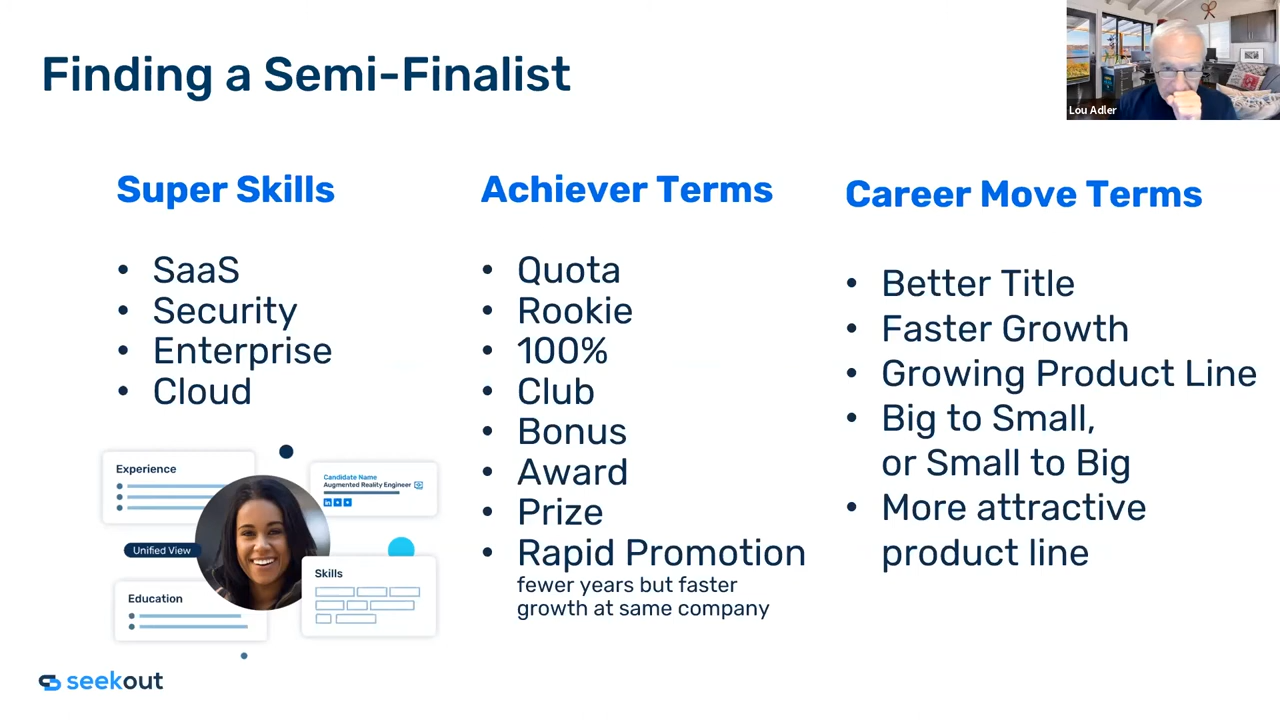 Finding a Semi-Finalist
Lou Adler
Super Skills
• SaaS
• Security
• Enterprise
• Cloud
Experience
Candidate Name
Augmented Reality Engineer
in
Unified View
Skills
Education
Achiever Terms
• Quota
• Rookie
• 100%
• Club
• Bonus
• Award
• Prize
• Rapid Promotion
fewer years but faster
growth at same company
Career Move Terms
• Better Title
• Faster Growth
• Growing Product Line
• Big to Small,
or Small to Big
• More attractive
product line
seekout